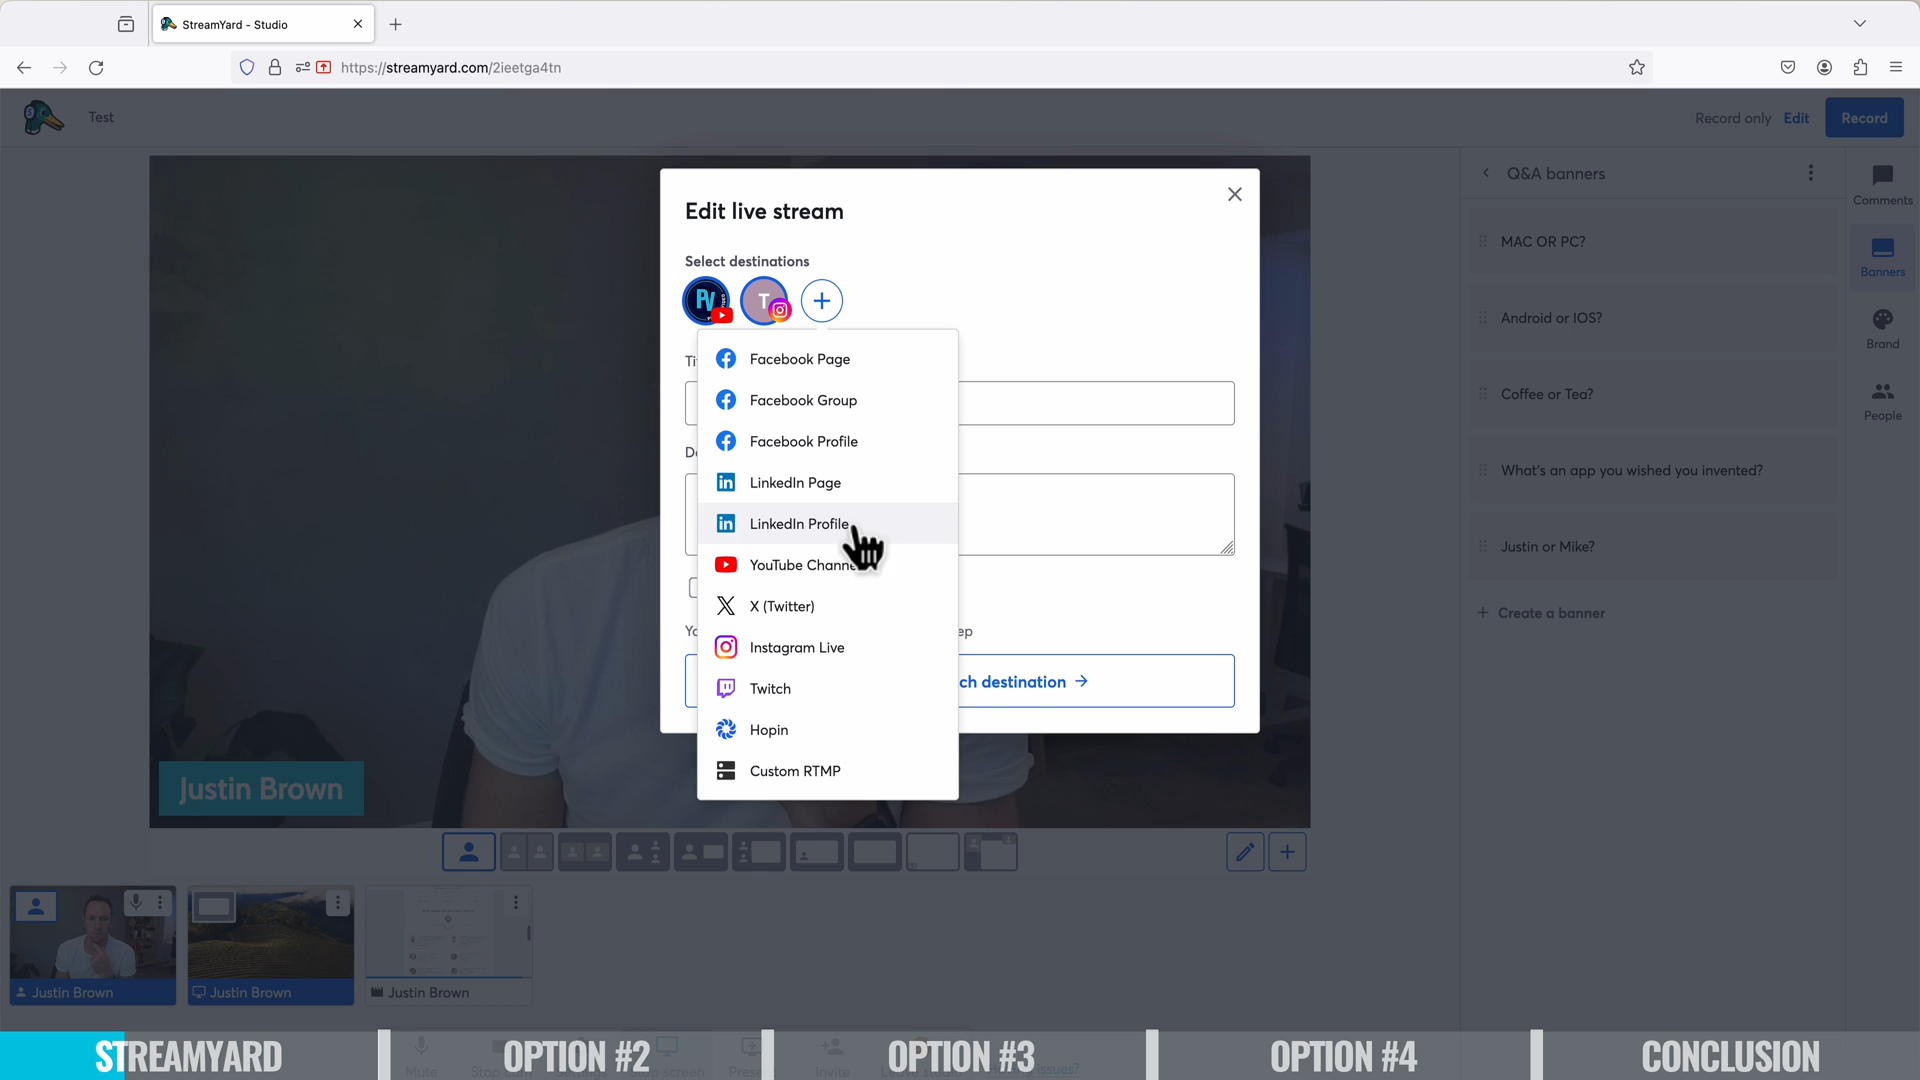 StreamYard - Studio
https://streamyard.com/2ieetga4tn
Test
Record only
Edit
Record
Edit live stream
Select destinations
T
Facebook Page
Facebook Group
Facebook Profile
LinkedIn Page
LinkedIn Profile
YouTube Channe
X (Twitter)
Instagram Live
Twitch
Hopin
Custom RTMP
ep
ch destination
Q&A banners
MAC OR PC?
Android or IOS?
Coffee or Tea?
What's an app you wished you invented?
Justin or Mike?
+ Create a banner
Comments
Banners
Brand
People
Justin Brown
Justin Brown
Justin Brown
Justin Brown
Mute
Invite
STREAMYARD
OPTION #2
OPTION #3
OPTION #4
CONCLUSION